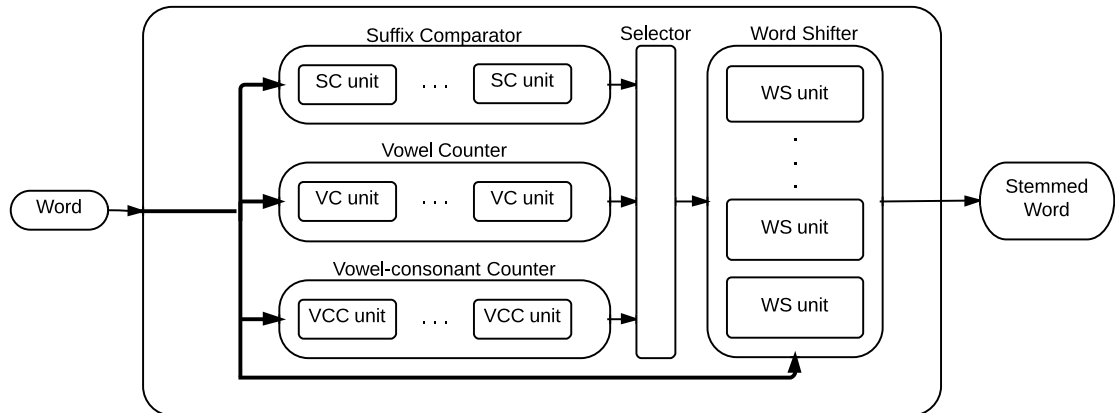 Suffix Comparator
SC unit . . . SC unit
Vowel Counter
VC unit . . . VC unit
Vowel-consonant Counter
VCC unit . . . VCC unit
Selector
Word Shifter
WS unit
.
.
.
WS unit
WS unit
Word
Stemmed
Word